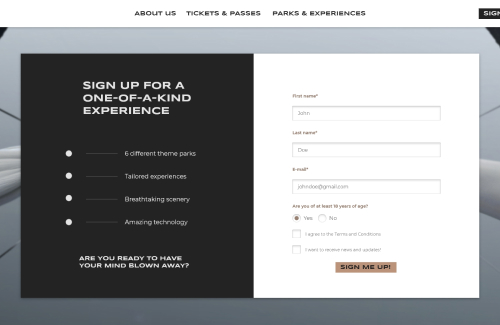 ABOUT US TICKETS & PASSES PARKS & EXPERIENCES SIGN
SIGN UP FOR A
ONE-OF-A-KIND
EXPERIENCE
6 different theme parks
Tailored experiences
Breathtaking scenery
Amazing technology
ARE YOU READY TO HAVE
YOUR MIND BLOWN AWAY?
First name*
John
Last name*
Doe
E-mail*
johndoe@gmail.com
Are you of at least 18 years of age?
Yes No
I agree to the Terms and Conditions
I want to receive news and updates!
SIGN ME UP!